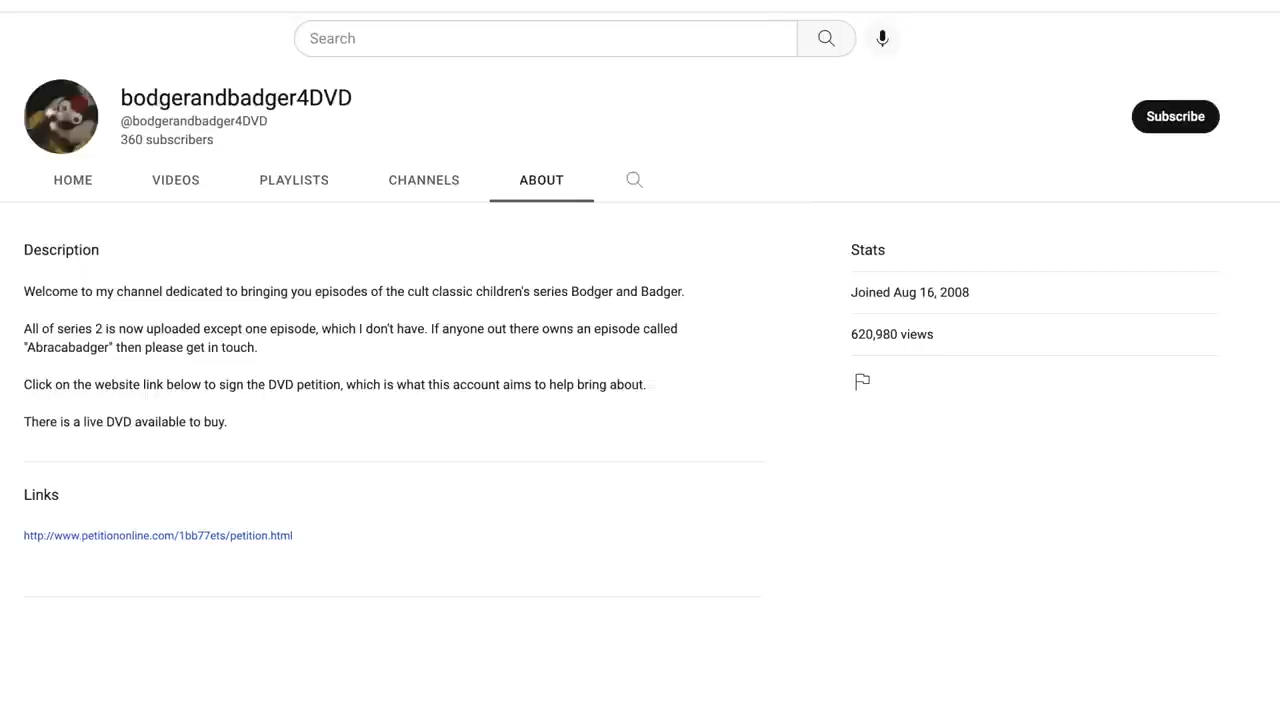 Search
bodgerandbadger4DVD
@bodgerandbadger4DVD
360 subscribers
Subscribe
HOME
VIDEOS
PLAYLISTS
CHANNELS
ABOUT
Description
Welcome to my channel dedicated to bringing you episodes of the cult classic children's series Bodger and Badger.
All of series 2 is now uploaded except one episode, which I don't have. If anyone out there owns an episode called
"Abracabadger" then please get in touch.
Click on the website link below to sign the DVD petition, which is what this account aims to help bring about.
There is a live DVD available to buy.
Links
http://www.petitiononline.com/1bb77ets/petition.html
Stats
Joined Aug 16, 2008
620,980 views